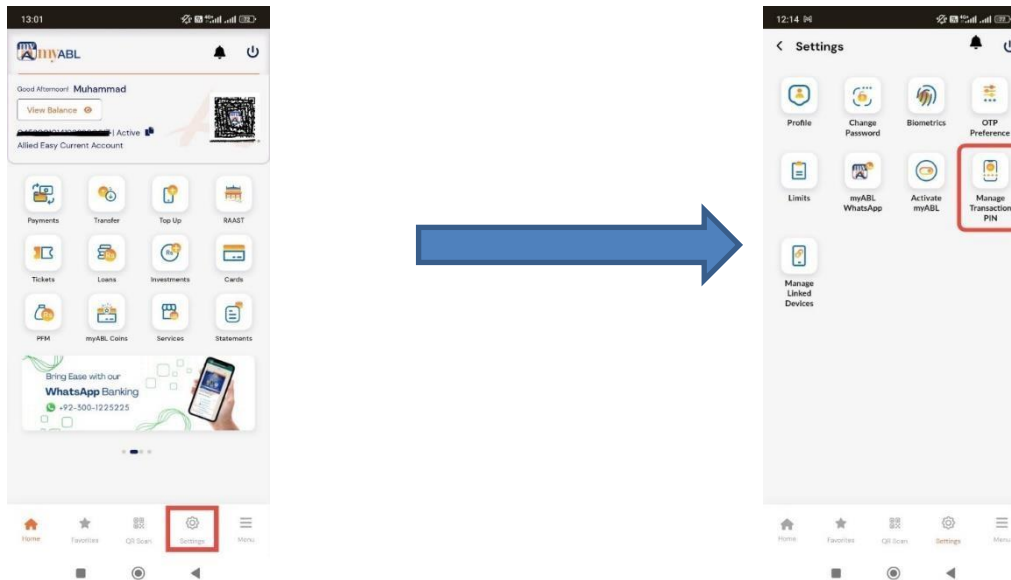 13:01
myABL
Good Afternoon! Muhammad
View Balance
| Active
Allied Easy Current Account
Payments
Transfer
Top Up
RAAST
Tickets
Loans
Investments
Cards
PFM
myABL Coins
Services
Statements
Bring Ease with our
WhatsApp Banking
+92-300-1225225
Home
Favorites
QR Scan
Settings
Menu
12:14
Settings
Profile
Change
Password
Biometrics
OTP
Preference
Limits
myABL
WhatsApp
Activate
myABL
Manage
Transaction
PIN
Manage
Linked
Devices
Home
Favorites
QR Scan
Settings
Menu